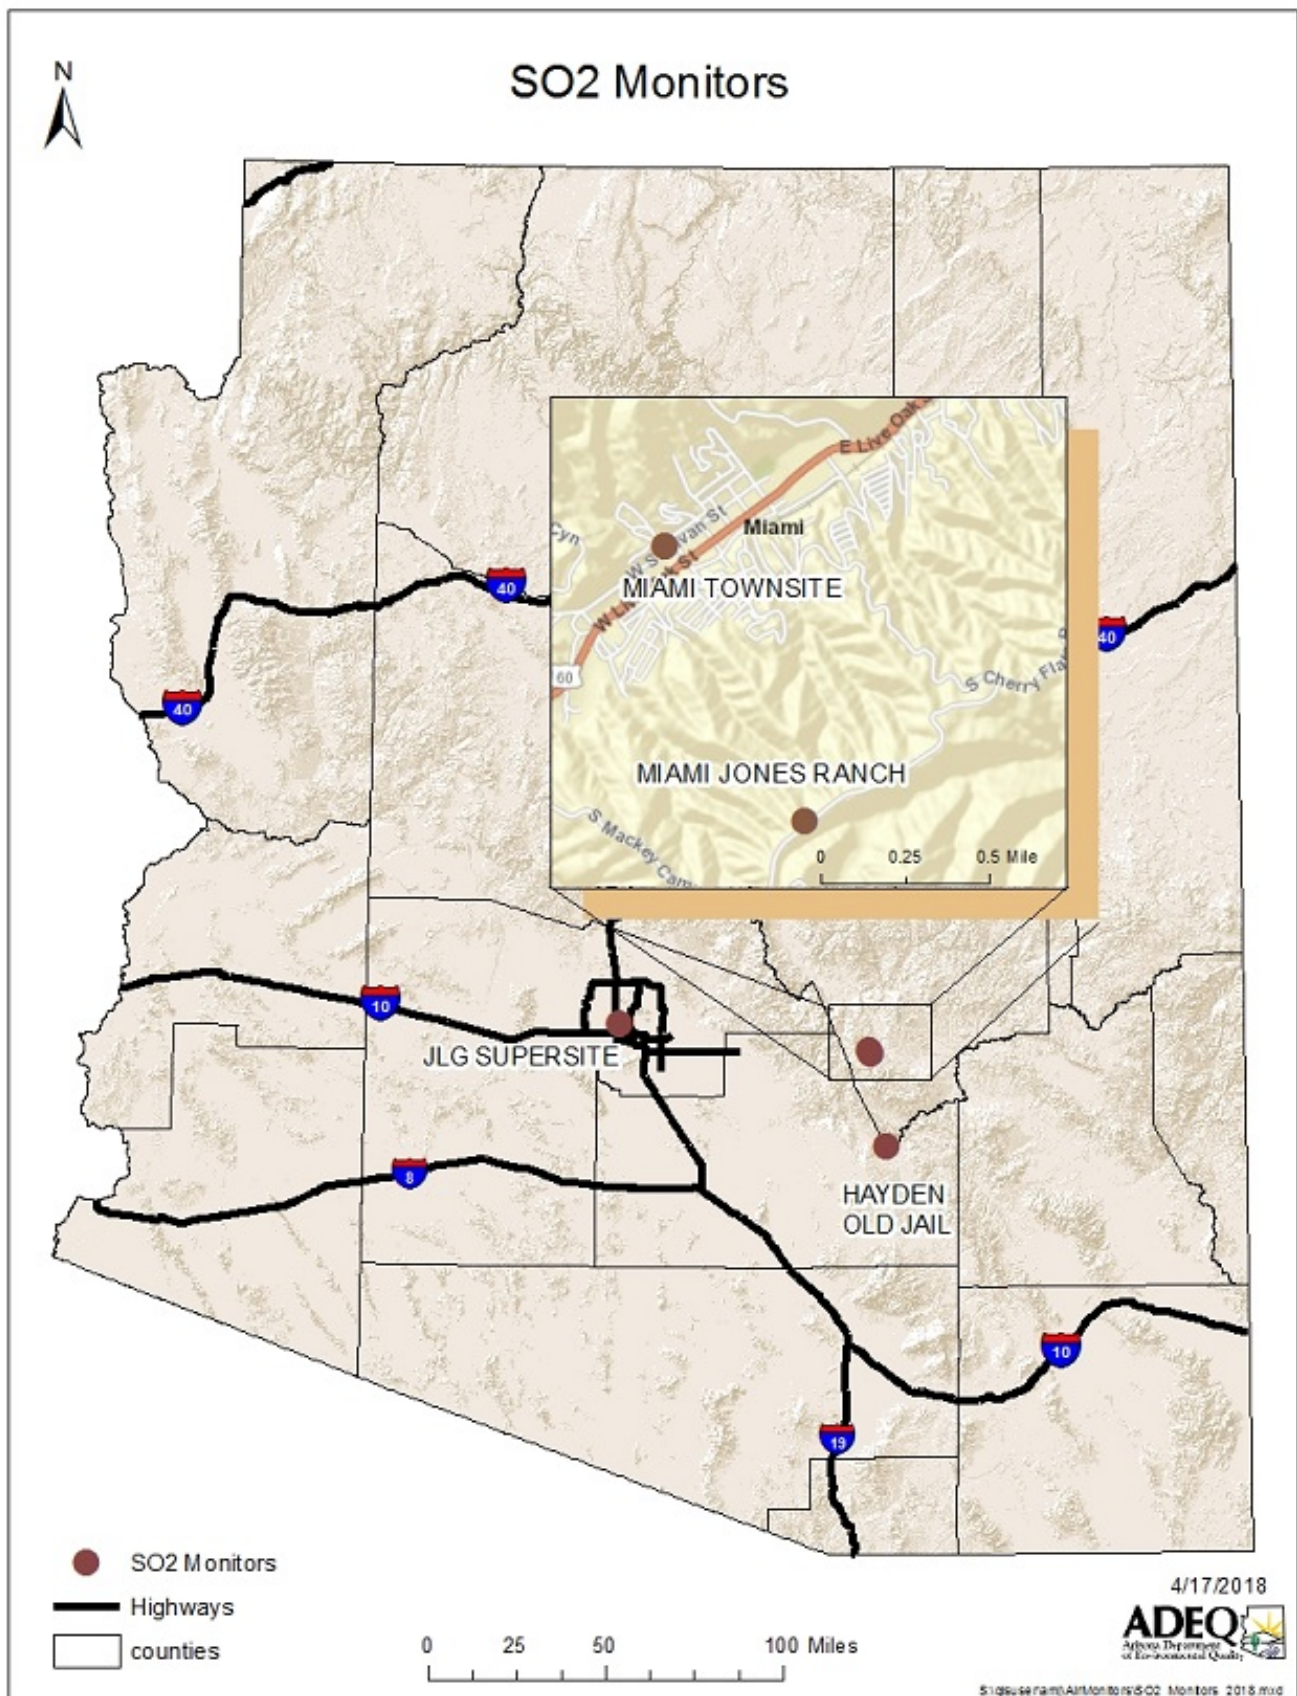 N
SO2 Monitors
E Live Oak S
Cyn
Miami
MIAMI TOWNSITE
60
S Cherry Flat
MIAMI JONES RANCH
S Mackey Cam
0 0.25 0.5 Mile
40
40
40
10
JLG SUPERSITE
8
HAYDEN
OLD JAIL
10
19
SO2 Monitors
Highways
counties
0 25 50 100 Miles
4/17/2018
ADEQ
Arizona Department
of Environmental Quality